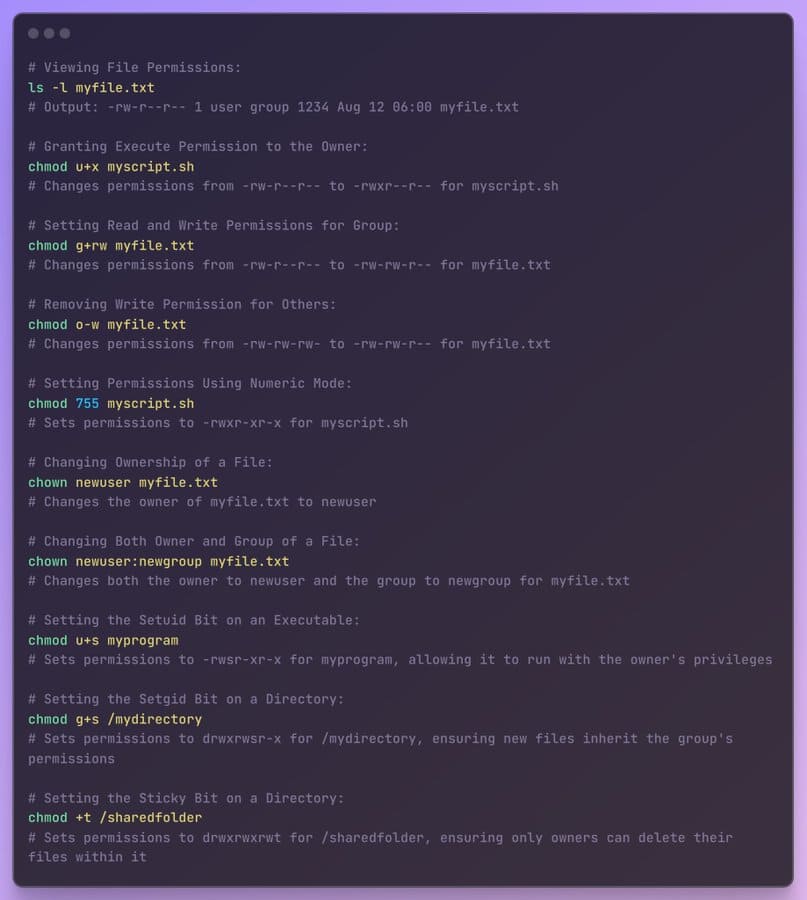 # Viewing File Permissions:
ls -l myfile.txt
# Output: -rw-r--r-- 1 user group 1234 Aug 12 06:00 myfile.txt
# Granting Execute Permission to the Owner:
chmod u+x myscript.sh
# Changes permissions from -rw-r--r-- to -rwxr--r-- for myscript.sh
# Setting Read and Write Permissions for Group:
chmod g+rw myfile.txt
# Changes permissions from -rw-r--r-- to -rw-rw-r-- for myfile.txt
# Removing Write Permission for Others:
chmod o-w myfile.txt
# Changes permissions from -rw-rw-rw- to -rw-rw-r-- for myfile.txt
# Setting Permissions Using Numeric Mode:
chmod 755 myscript.sh
# Sets permissions to -rwxr-xr-x for myscript.sh
# Changing Ownership of a File:
chown newuser myfile.txt
# Changes the owner of myfile.txt to newuser
# Changing Both Owner and Group of a File:
chown newuser:newgroup myfile.txt
# Changes both the owner to newuser and the group to newgroup for myfile.txt
# Setting the Setuid Bit on an Executable:
chmod u+s myprogram
# Sets permissions to -rwsr-xr-x for myprogram, allowing it to run with the owner's privileges
# Setting the Setgid Bit on a Directory:
chmod g+s /mydirectory
# Sets permissions to drwxrwsr-x for /mydirectory, ensuring new files inherit the group's
permissions
# Setting the Sticky Bit on a Directory:
chmod +t /sharedfolder
# Sets permissions to drwxrwxrwt for /sharedfolder, ensuring only owners can delete their
files within it